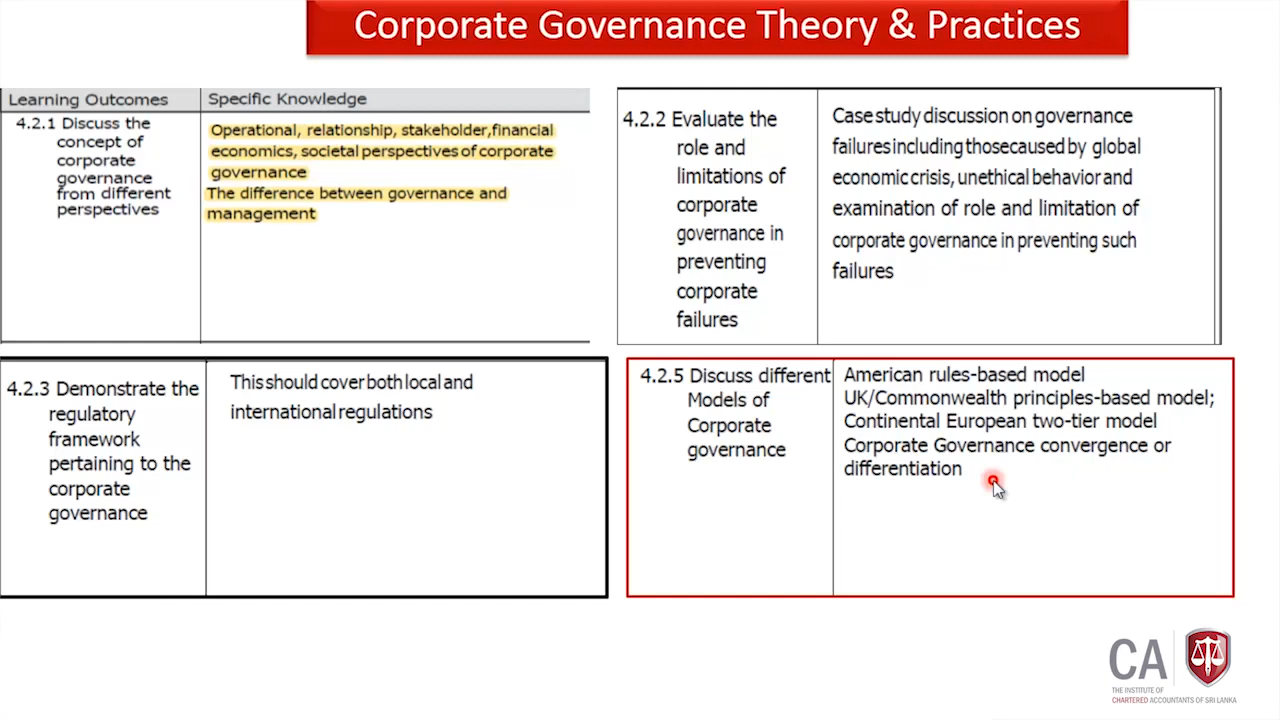 Corporate Governance Theory & Practices
Learning Outcomes
Specific Knowledge
4.2.1 Discuss the
concept of
corporate
governance
from different
perspectives
Operational, relationship, stakeholder,financial
economics, societal perspectives of corporate
governance
The difference between governance and
management
4.2.2 Evaluate the
role and
limitations of
corporate
governance in
preventing
corporate
failures
Case study discussion on governance
failures including thosecaused by global
economic crisis, unethical behavior and
examination of role and limitation of
corporate governance in preventing such
failures
4.2.3 Demonstrate the
regulatory
framework
pertaining to the
corporate
governance
This should cover both local and
international regulations
4.2.5 Discuss different
Models of
Corporate
governance
American rules-based model
UK/Commonwealth principles-based model;
Continental European two-tier model
Corporate Governance convergence or
differentiation
CA
THE INSTITUTE OF
CHARTERED ACCOUNTANTS OF SRI LANKA